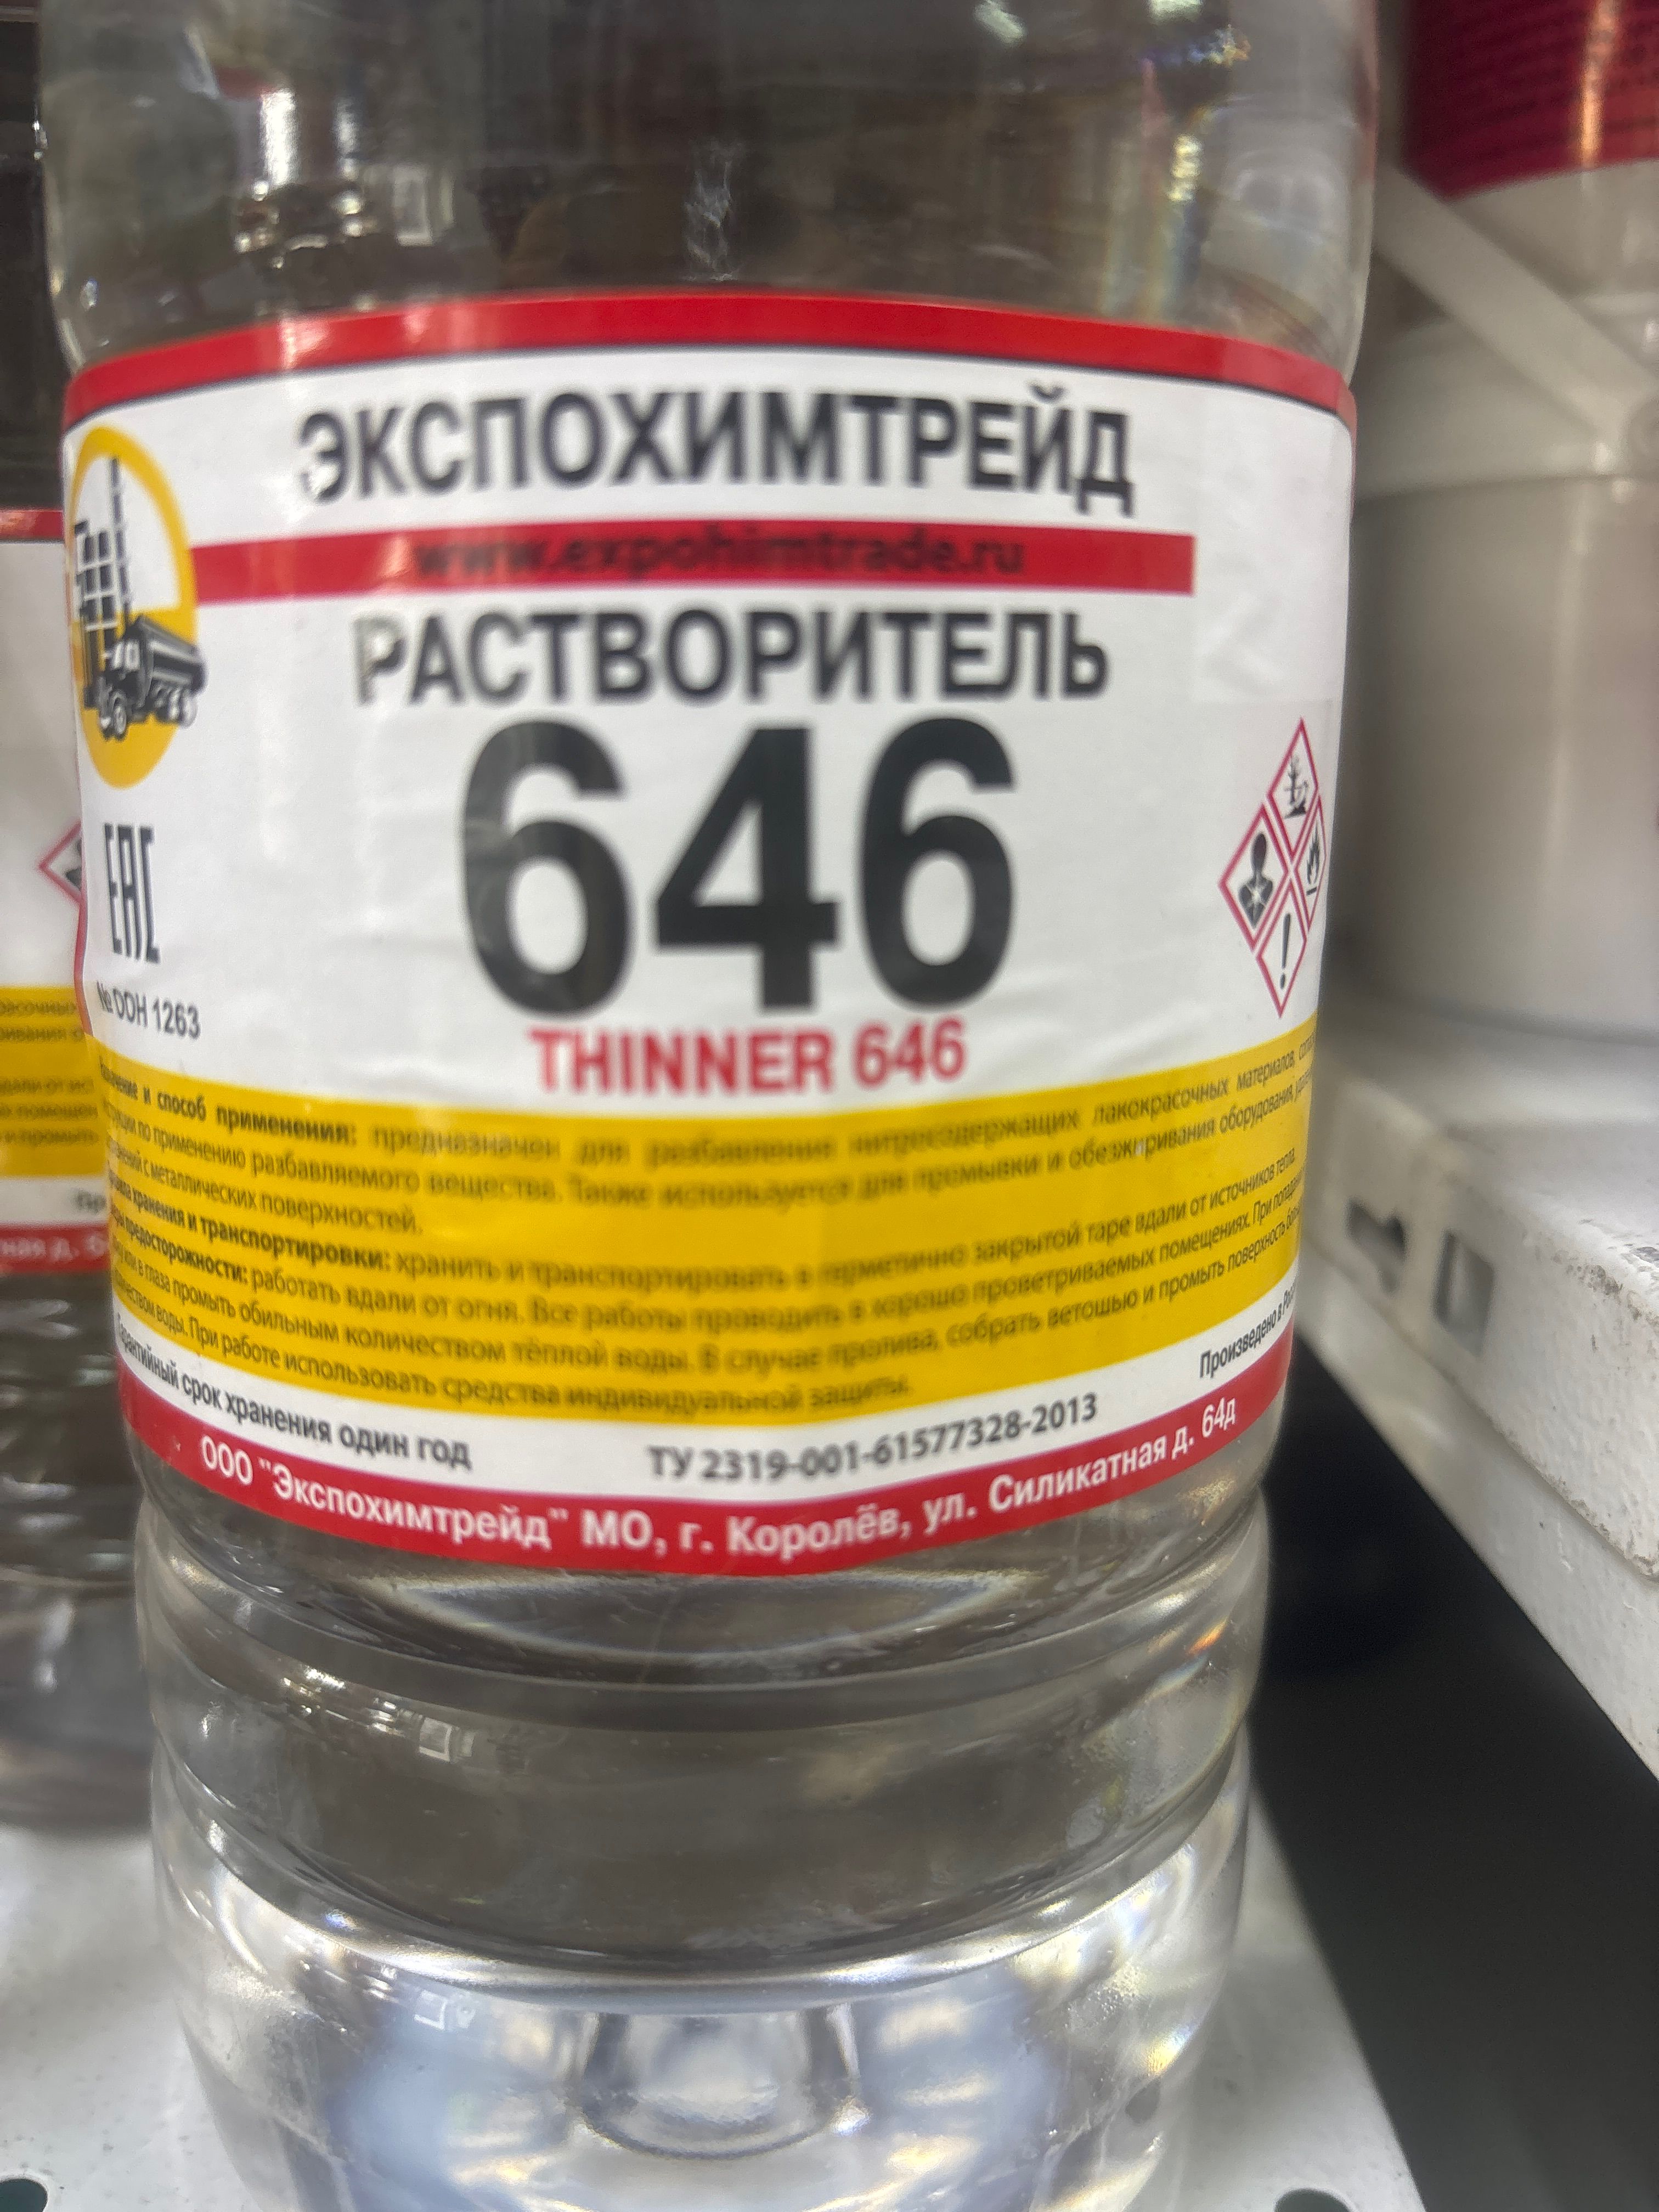 ЭКСПОХИМТРЕЙД
www.expohimtrade.ru
РАСТВОРИТЕЛЬ
646
THINNER 646
ЕАС
№ ООН 1263
и способ применения: предназначен для разбавления нитросодержащих лакокрасочных материалов,
по применению разбавляемого вещества. Также используется для промывки и обезжиривания оборудования,
с металлических поверхностей.
хранения и транспортировки: хранить и транспортировать в герметично закрытой таре вдали от источников тепла.
предосторожности: работать вдали от огня. Все работы проводить в хорошо проветриваемых помещениях. При
или в глаза промыть обильным количеством тёплой воды. В случае пролива, собрать ветошью и промыть поверхность
воды. При работе использовать средства индивидуальной защиты.
Гарантийный срок хранения один год
ТУ 2319-001-61577328-2013
Произведено в
ООО "Экспохимтрейд" МО, г. Королёв, ул. Силикатная д. 64д